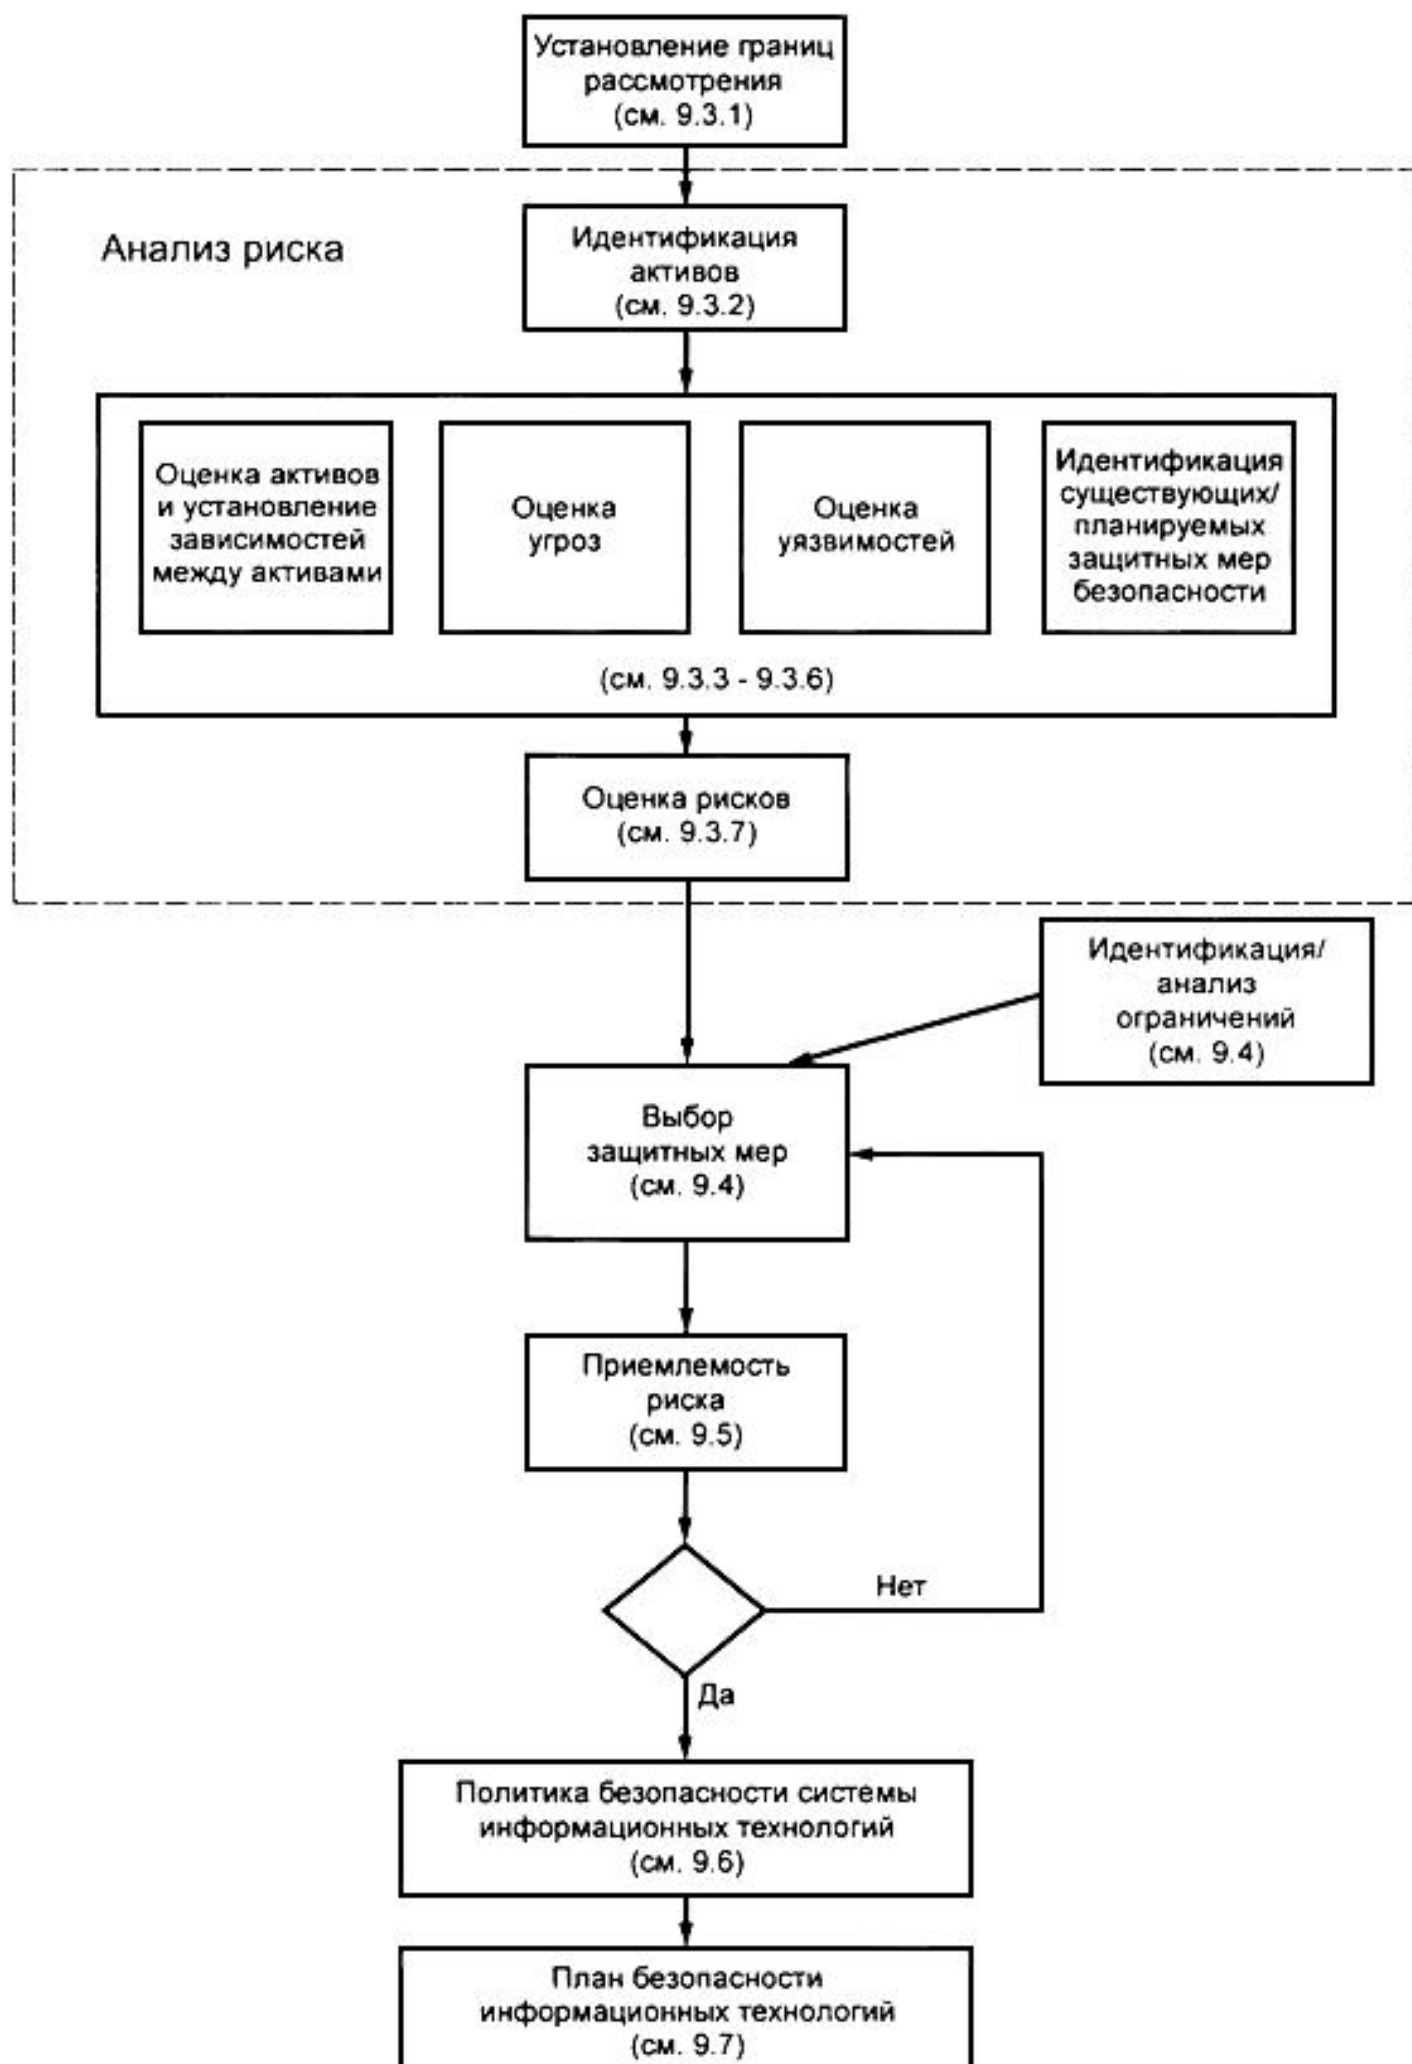 Установление границ
рассмотрения
(см. 9.3.1)
Анализ риска
Идентификация
активов
(см. 9.3.2)
Оценка активов
и установление
зависимостей
между активами
Оценка
угроз
Оценка
уязвимостей
Идентификация
существующих/
планируемых
защитных мер
безопасности
(см. 9.3.3 - 9.3.6)
Оценка рисков
(см. 9.3.7)
Идентификация/
анализ
ограничений
(см. 9.4)
Выбор
защитных мер
(см. 9.4)
Приемлемость
риска
(см. 9.5)
Нет
Да
Политика безопасности системы
информационных технологий
(см. 9.6)
План безопасности
информационных технологий
(см. 9.7)